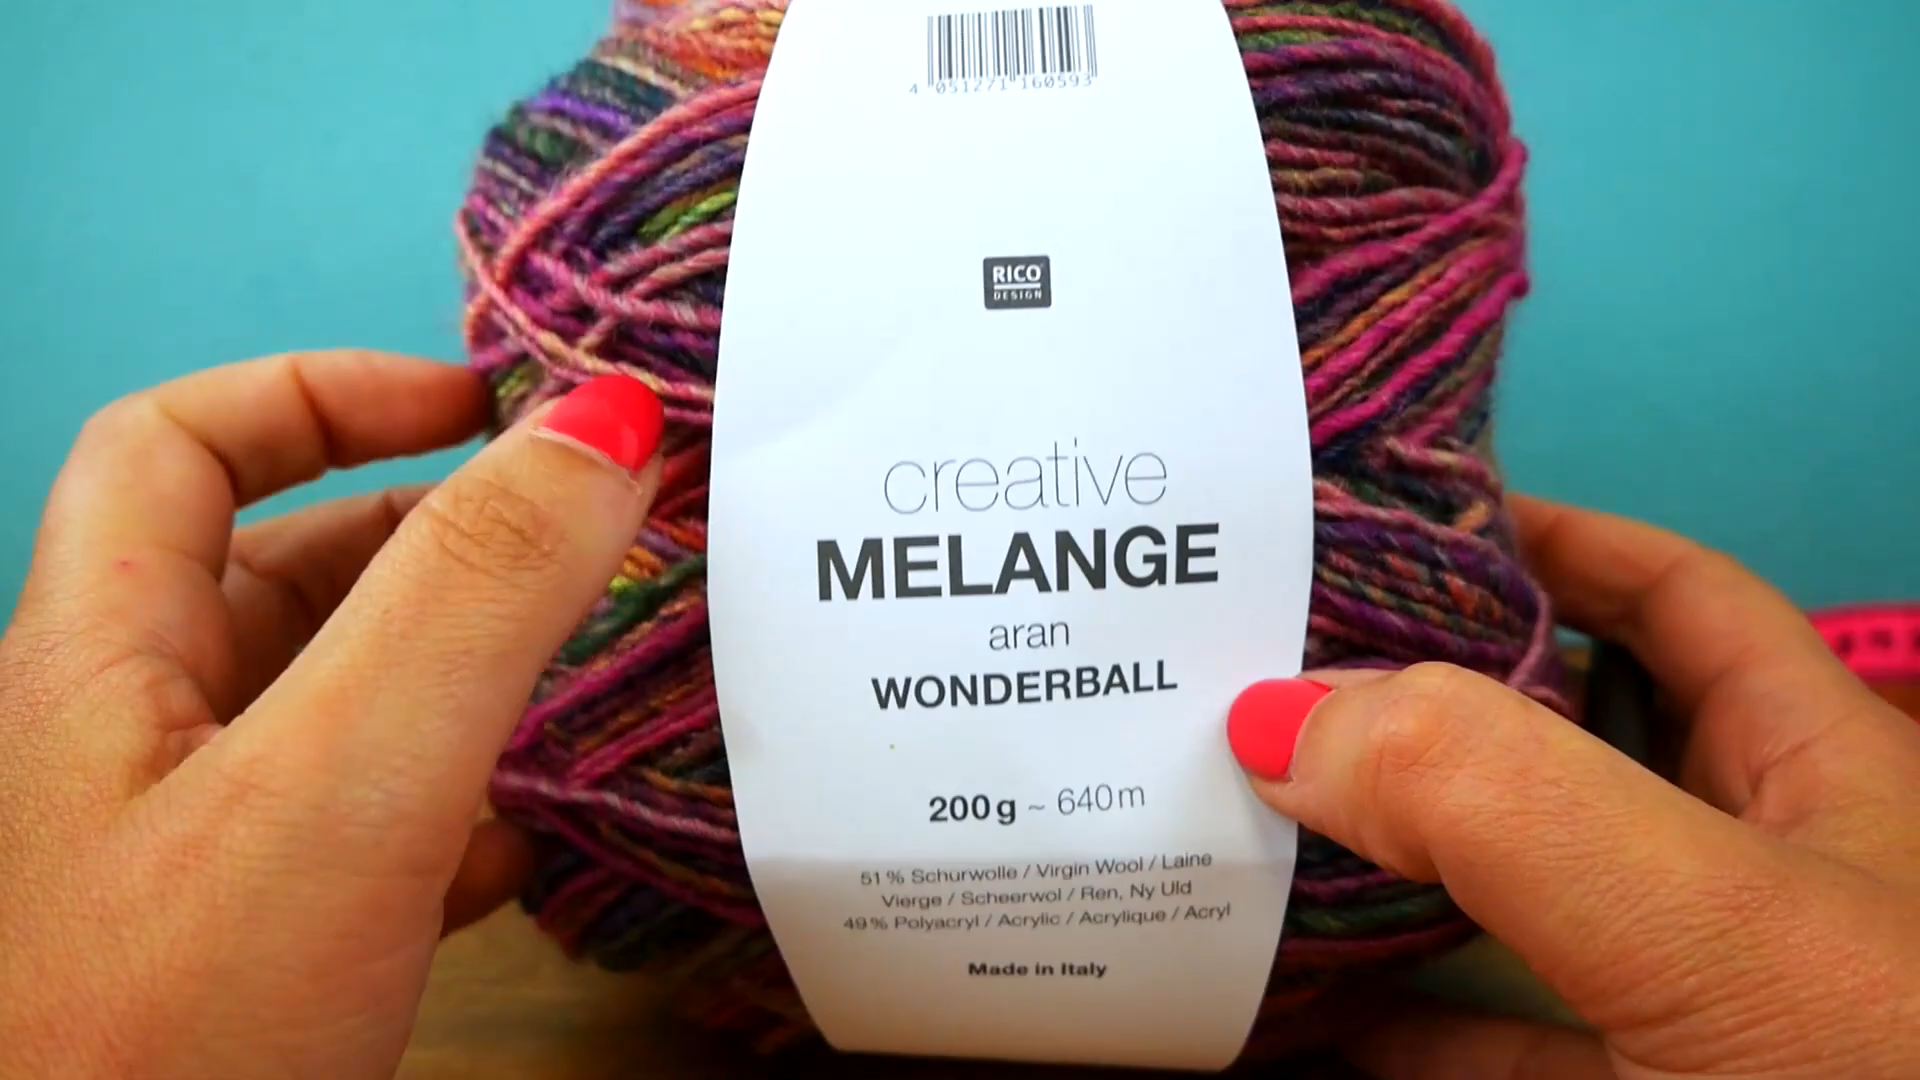 4 051271 160593
RICO
DESIGN
creative
MELANGE
aran
WONDERBALL
200g ~ 640m
51% Schurwolle / Virgin Wool / Laine
Vierge / Scheerwol / Ren, Ny Uld
49% Polyacryl / Acrylic / Acrylique / Acryl
Made in Italy